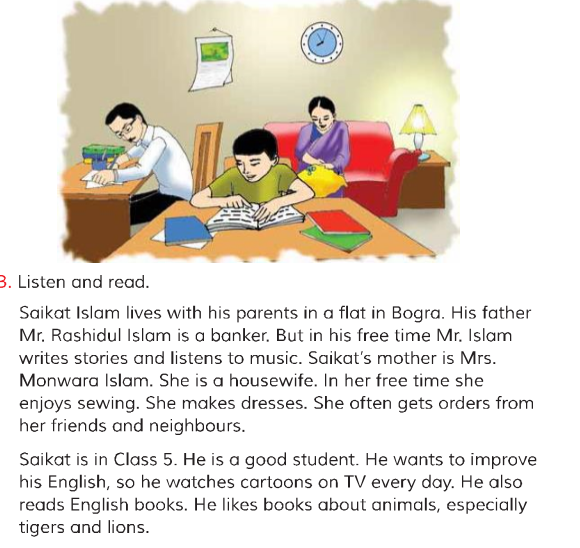 3. Listen and read.
Saikat Islam lives with his parents in a flat in Bogra. His father
Mr. Rashidul Islam is a banker. But in his free time Mr. Islam
writes stories and listens to music. Saikat's mother is Mrs.
Monwara Islam. She is a housewife. In her free time she
enjoys sewing. She makes dresses. She often gets orders from
her friends and neighbours.
Saikat is in Class 5. He is a good student. He wants to improve
his English, so he watches cartoons on TV every day. He also
reads English books. He likes books about animals, especially
tigers and lions.